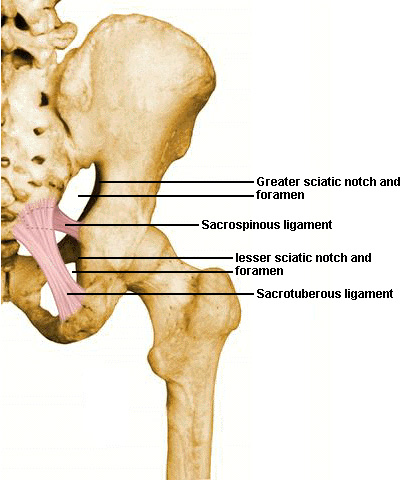 Greater sciatic notch and
foramen
Sacrospinous ligament
lesser sciatic notch and
foramen
Sacrotuberous ligament